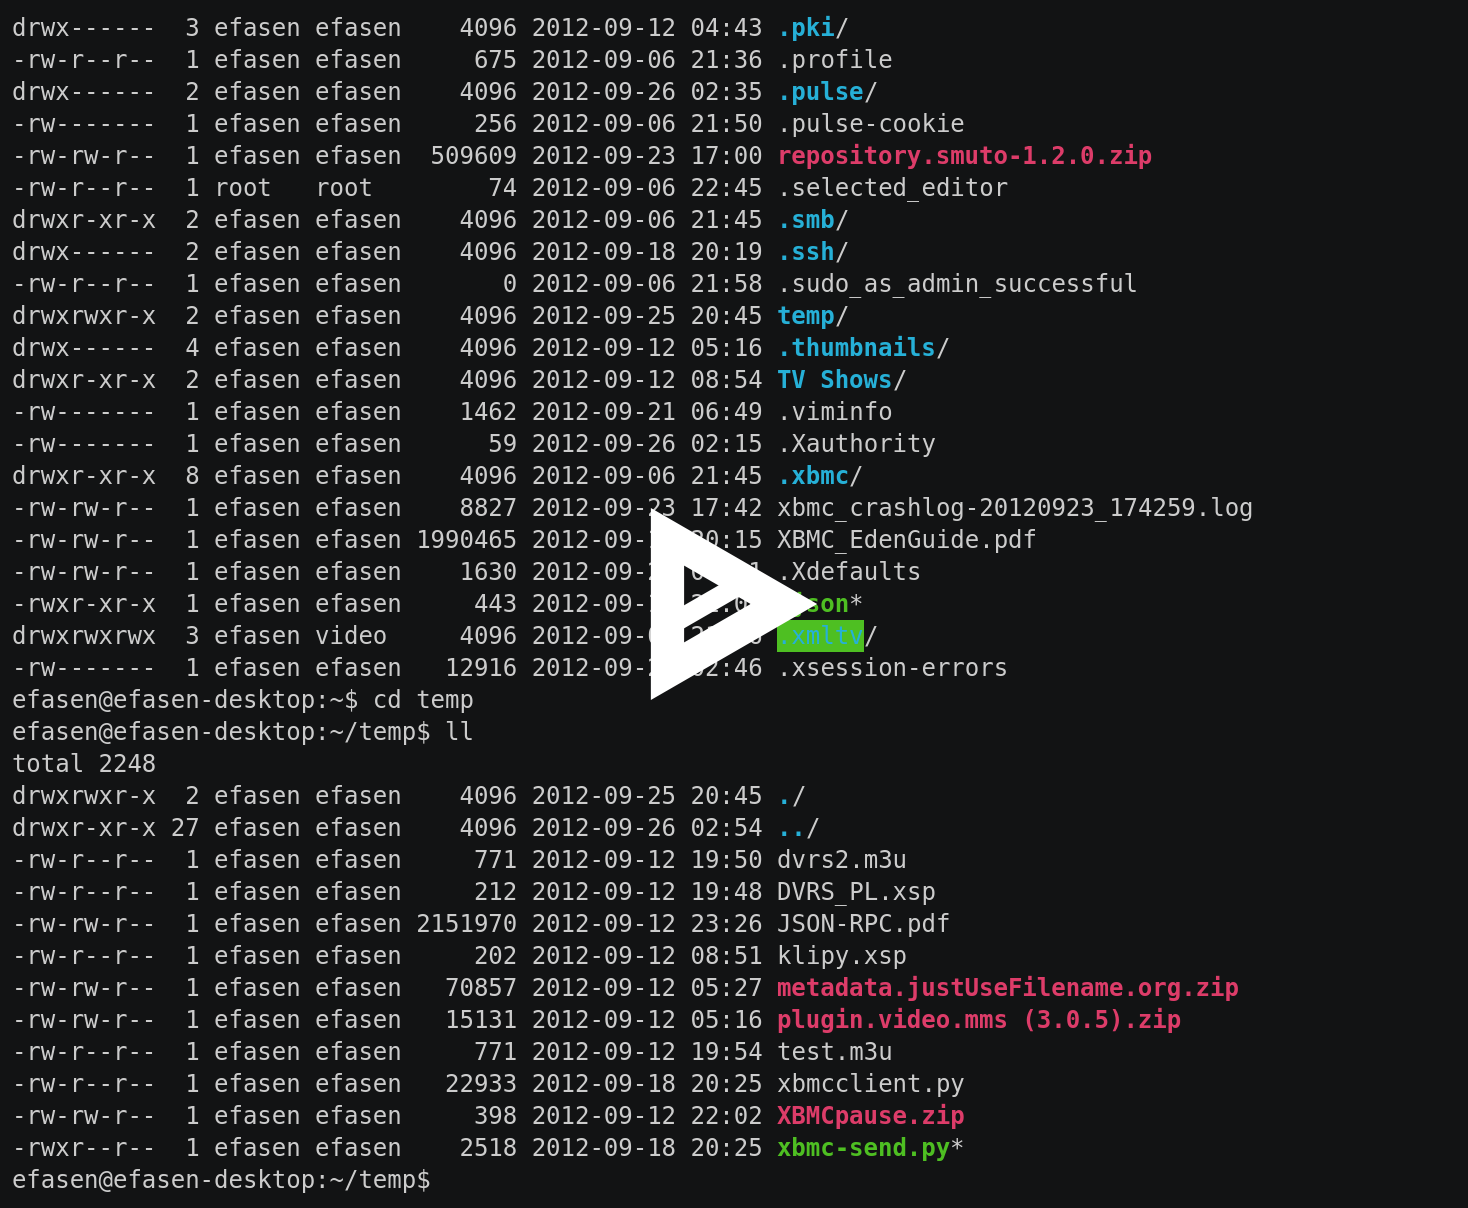 drwx------  3 efasen efasen    4096 2012-09-12 04:43 .pki/
-rw-r--r--  1 efasen efasen     675 2012-09-06 21:36 .profile
drwx------  2 efasen efasen    4096 2012-09-26 02:35 .pulse/
-rw-------  1 efasen efasen     256 2012-09-06 21:50 .pulse-cookie
-rw-rw-r--  1 efasen efasen  509609 2012-09-23 17:00 repository.smuto-1.2.0.zip
-rw-r--r--  1 root   root        74 2012-09-06 22:45 .selected_editor
drwxr-xr-x  2 efasen efasen    4096 2012-09-06 21:45 .smb/
drwx------  2 efasen efasen    4096 2012-09-18 20:19 .ssh/
-rw-r--r--  1 efasen efasen       0 2012-09-06 21:58 .sudo_as_admin_successful
drwxrwxr-x  2 efasen efasen    4096 2012-09-25 20:45 temp/
drwx------  4 efasen efasen    4096 2012-09-12 05:16 .thumbnails/
drwxr-xr-x  2 efasen efasen    4096 2012-09-12 08:54 TV Shows/
-rw-------  1 efasen efasen    1462 2012-09-21 06:49 .viminfo
-rw-------  1 efasen efasen      59 2012-09-26 02:15 .Xauthority
drwxr-xr-x  8 efasen efasen    4096 2012-09-06 21:45 .xbmc/
-rw-rw-r--  1 efasen efasen    8827 2012-09-23 17:42 xbmc_crashlog-20120923_174259.log
-rw-rw-r--  1 efasen efasen 1990465 XBMC_EdenGuide.pdf
-rw-rw-r--  1 efasen efasen    1630 .Xdefaults
-rwxr-xr-x  1 efasen efasen     443
drwxrwxrwx  3 efasen video     4096 .xmltv/
-rw-------  1 efasen efasen   12916 .xsession-errors
efasen@efasen-desktop:~$ cd temp
efasen@efasen-desktop:~/temp$ ll
total 2248
drwxrwxr-x  2 efasen efasen    4096 2012-09-25 20:45 ./
drwxr-xr-x 27 efasen efasen    4096 2012-09-26 02:54 ../
-rw-r--r--  1 efasen efasen     771 2012-09-12 19:50 dvrs2.m3u
-rw-r--r--  1 efasen efasen     212 2012-09-12 19:48 DVRS_PL.xsp
-rw-rw-r--  1 efasen efasen 2151970 2012-09-12 23:26 JSON-RPC.pdf
-rw-r--r--  1 efasen efasen     202 2012-09-12 08:51 klipy.xsp
-rw-rw-r--  1 efasen efasen   70857 2012-09-12 05:27 metadata.justUseFilename.org.zip
-rw-rw-r--  1 efasen efasen   15131 2012-09-12 05:16 plugin.video.mms (3.0.5).zip
-rw-r--r--  1 efasen efasen     771 2012-09-12 19:54 test.m3u
-rw-r--r--  1 efasen efasen   22933 2012-09-18 20:25 xbmcclient.py
-rw-rw-r--  1 efasen efasen     398 2012-09-12 22:02 XBMCpause.zip
-rwxr--r--  1 efasen efasen    2518 2012-09-18 20:25 xbmc-send.py*
efasen@efasen-desktop:~/temp$